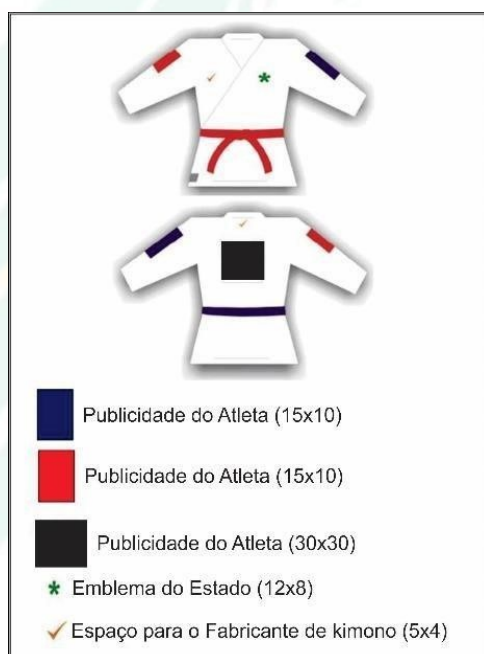 Publicidade do Atleta (15x10)
Publicidade do Atleta (15x10)
Publicidade do Atleta (30x30)
Emblema do Estado (12x8)
Espaço para o Fabricante de kimono (5x4)